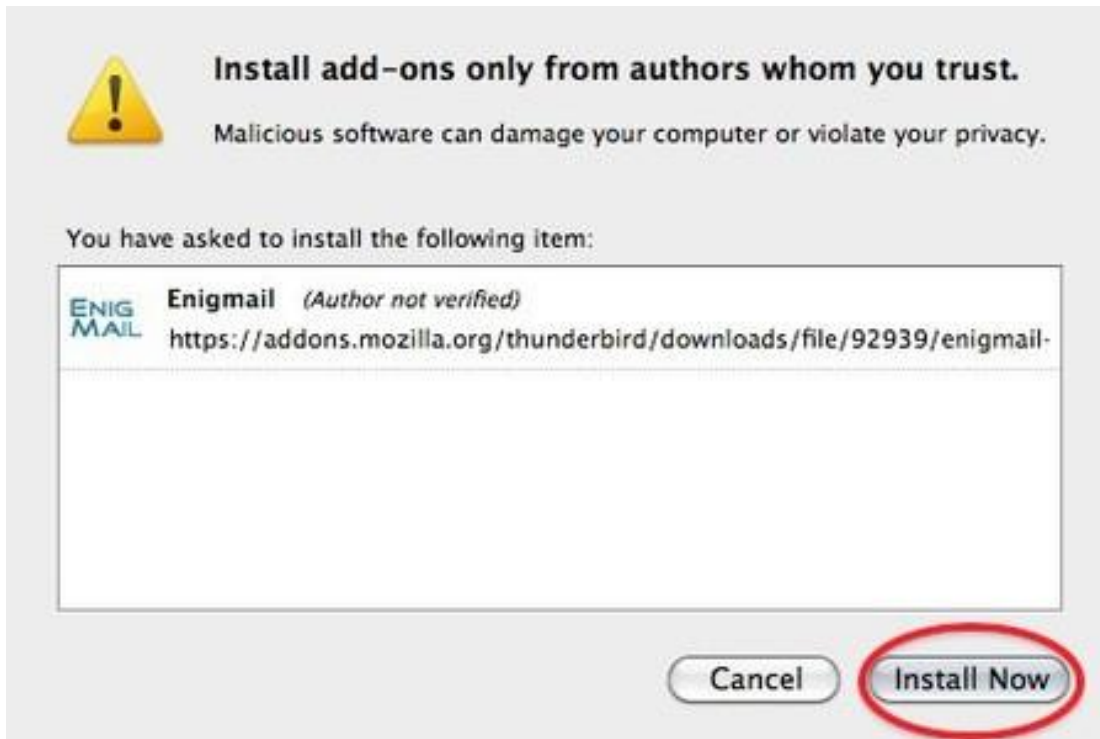 Install add-ons only from authors whom you trust.
Malicious software can damage your computer or violate your privacy.
You have asked to install the following item:
ENIG
MAIL
Enigmail (Author not verified)
https://addons.mozilla.org/thunderbird/downloads/file/92939/enigmail-
Cancel
Install Now